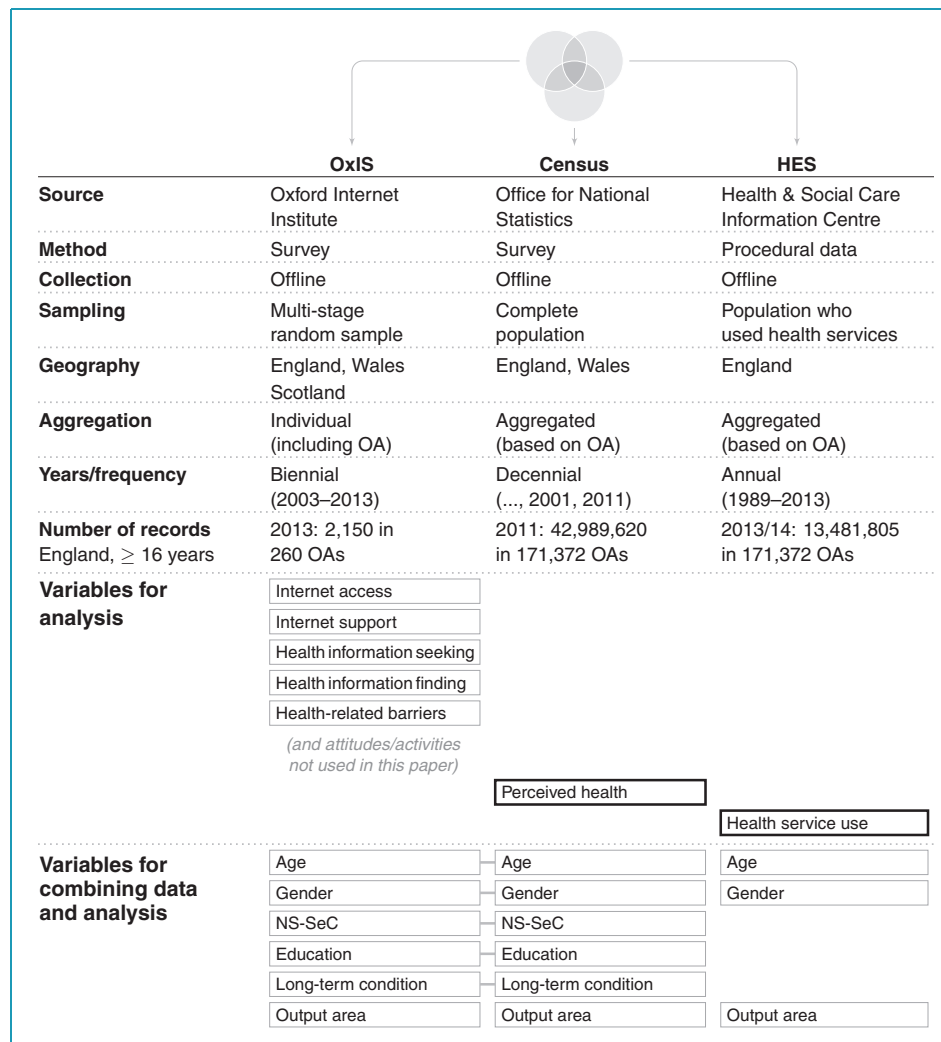 OxIS Census HES
Source Oxford Internet Office for National Health & Social Care
Institute Statistics Information Centre
Method Survey Survey Procedural data
Collection Offline Offline Offline
Sampling Multi-stage Complete Population who
random sample population used health services
Geography England, Wales England, Wales England
Scotland
Aggregation Individual Aggregated Aggregated
(including OA) (based on OA) (based on OA)
Years/frequency Biennial Decennial Annual
(2003–2013) (..., 2001, 2011) (1989–2013)
Number of records 2013: 2,150 in 2011: 42,989,620 2013/14: 13,481,805
England, ≥ 16 years 260 OAs in 171,372 OAs in 171,372 OAs
Variables for Internet access
analysis
Internet support
Health information seeking
Health information finding
Health-related barriers
(and attitudes/activities
not used in this paper)
Perceived health
Health service use
Variables for Age Age Age
combining data Gender Gender Gender
and analysis NS-SeC NS-SeC
Education Education
Long-term condition Long-term condition
Output area Output area Output area